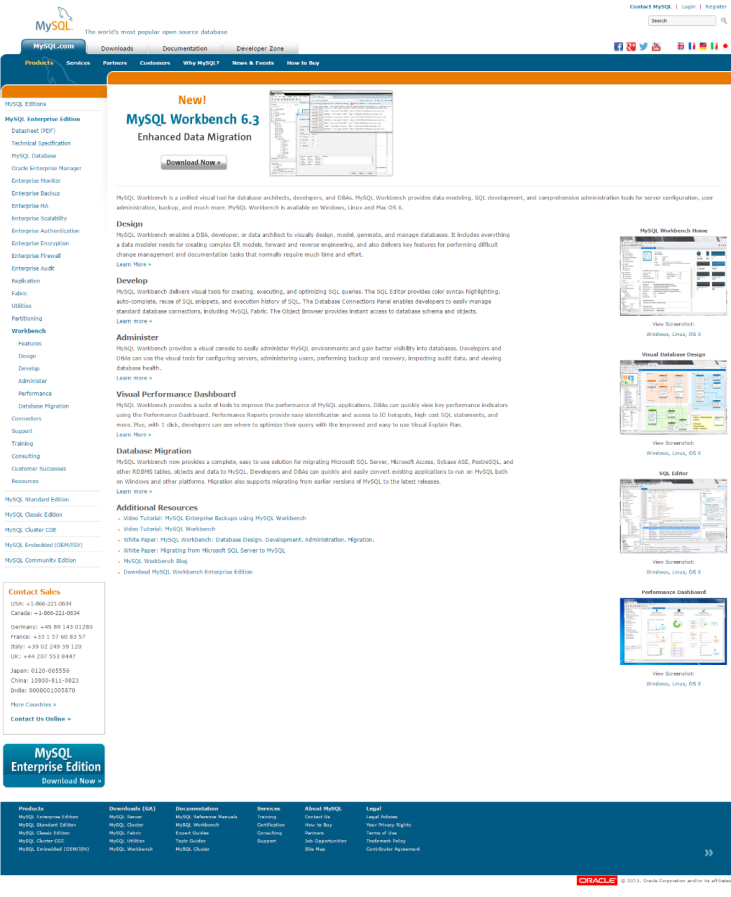 Contact MySQL | Login | Register
MySQL
The world's most popular open source database
Search
MySQL.com
Downloads
Documentation
Developer Zone
Products
Services
Partners
Customers
Why MySQL?
News & Events
How to Buy
MySQL Editions
MySQL Enterprise Edition
Datasheet (PDF)
Technical Specification
MySQL Database
Oracle Enterprise Manager
Enterprise Monitor
Enterprise Backup
Enterprise HA
Enterprise Scalability
Enterprise Authentication
Enterprise Encryption
Enterprise Firewall
Enterprise Audit
Replication
Fabric
Utilities
Partitioning
Workbench
Features
Design
Develop
Administer
Performance
Database Migration
Connectors
Support
Training
Consulting
Customer Successes
Resources
MySQL Standard Edition
MySQL Classic Edition
MySQL Cluster CGE
MySQL Embedded (OEM/ISV)
MySQL Community Edition
Contact Sales
USA: +1-866-221-0634
Canada: +1-866-221-0634
Germany: +49 89 143 01280
France: +33 1 57 60 83 57
Italy: +39 02 249 59 120
UK: +44 207 553 8447
Japan: 0120-065556
China: 10800-811-0823
India: 0008001005870
More Countries »
Contact Us Online »
MySQL
Enterprise Edition
Download Now »
New!
MySQL Workbench 6.3
Enhanced Data Migration
Download Now »
MySQL Workbench is a unified visual tool for database architects, developers, and DBAs. MySQL Workbench provides data modeling, SQL development, and comprehensive administration tools for server configuration, user
administration, backup, and much more. MySQL Workbench is available on Windows, Linux and Mac OS X.
Design
MySQL Workbench enables a DBA, developer, or data architect to visually design, model, generate, and manage databases. It includes everything
a data modeler needs for creating complex ER models, forward and reverse engineering, and also delivers key features for performing difficult
change management and documentation tasks that normally require much time and effort.
Learn More »
Develop
MySQL Workbench delivers visual tools for creating, executing, and optimizing SQL queries. The SQL Editor provides color syntax highlighting,
auto-complete, reuse of SQL snippets, and execution history of SQL. The Database Connections Panel enables developers to easily manage
standard database connections, including MySQL Fabric. The Object Browser provides instant access to database schema and objects.
Learn more »
Administer
MySQL Workbench provides a visual console to easily administer MySQL environments and gain better visibility into databases. Developers and
DBAs can use the visual tools for configuring servers, administering users, performing backup and recovery, inspecting audit data, and viewing
database health.
Learn more »
Visual Performance Dashboard
MySQL Workbench provides a suite of tools to improve the performance of MySQL applications. DBAs can quickly view key performance indicators
using the Performance Dashboard. Performance Reports provide easy identification and access to IO hotspots, high cost SQL statements, and
more. Plus, with 1 click, developers can see where to optimize their query with the improved and easy to use Visual Explain Plan.
Learn More »
Database Migration
MySQL Workbench now provides a complete, easy to use solution for migrating Microsoft SQL Server, Microsoft Access, Sybase ASE, PostreSQL, and
other RDBMS tables, objects and data to MySQL. Developers and DBAs can quickly and easily convert existing applications to run on MySQL both
on Windows and other platforms. Migration also supports migrating from earlier versions of MySQL to the latest releases.
Learn more »
Additional Resources
Video Tutorial: MySQL Enterprise Backups using MySQL Workbench
Video Tutorial: MySQL Workbench
White Paper: MySQL Workbench: Database Design. Development. Administration. Migration.
White Paper: Migrating from Microsoft SQL Server to MySQL
MySQL Workbench Blog
Download MySQL Workbench Enterprise Edition
MySQL Workbench Home
View Screenshot:
Windows, Linux, OS X
Visual Database Design
View Screenshot:
Windows, Linux, OS X
SQL Editor
View Screenshot:
Windows, Linux, OS X
Performance Dashboard
View Screenshot:
Windows, Linux, OS X
Products
MySQL Enterprise Edition
MySQL Standard Edition
MySQL Classic Edition
MySQL Cluster CGE
MySQL Embedded (OEM/ISV)
Downloads (GA)
MySQL Server
MySQL Cluster
MySQL Fabric
MySQL Utilities
MySQL Workbench
Documentation
MySQL Reference Manuals
MySQL Workbench
Expert Guides
Topic Guides
MySQL Cluster
Services
Training
Certification
Consulting
Support
About MySQL
Contact Us
How to Buy
Partners
Job Opportunities
Site Map
Legal
Legal Policies
Your Privacy Rights
Terms of Use
Trademark Policy
Contributor Agreement
ORACLE © 2015, Oracle Corporation and/or its affiliates